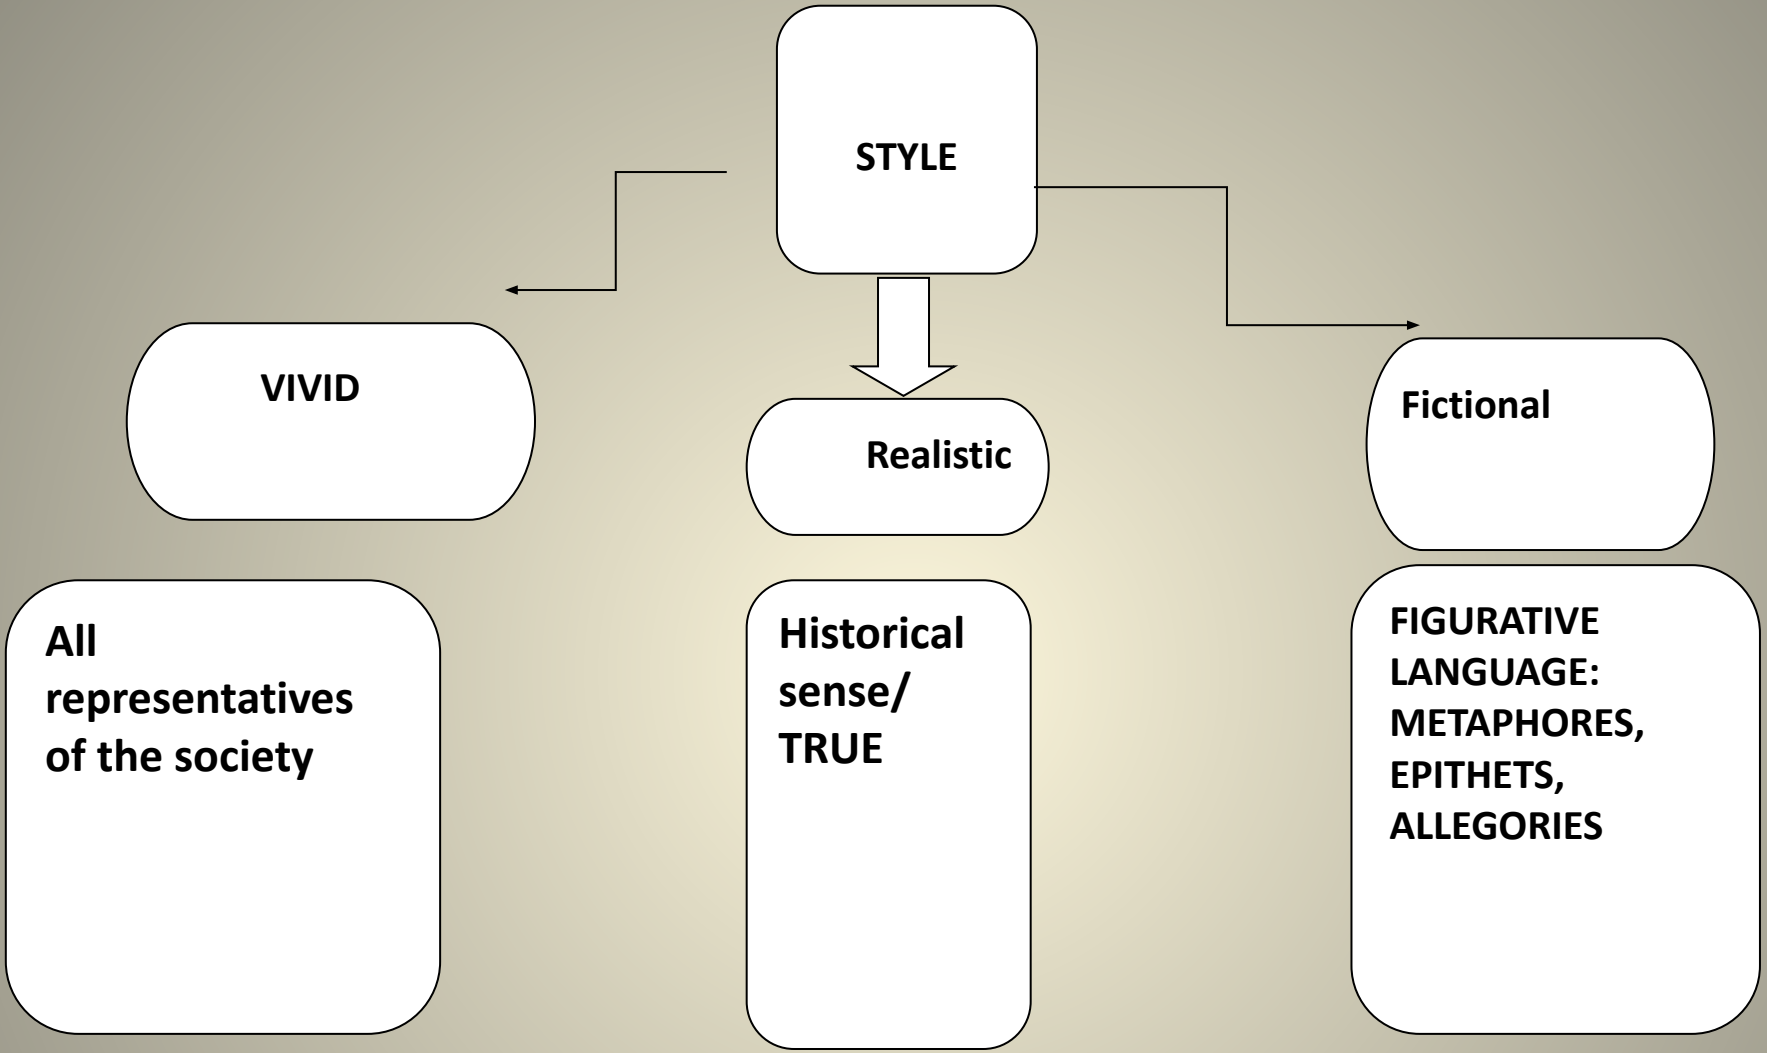 STYLE
VIVID
Realistic
Fictional
All
representatives
of the society
Historical
sense/
TRUE
FIGURATIVE
LANGUAGE:
METAPHORES,
EPITHETS,
ALLEGORIES